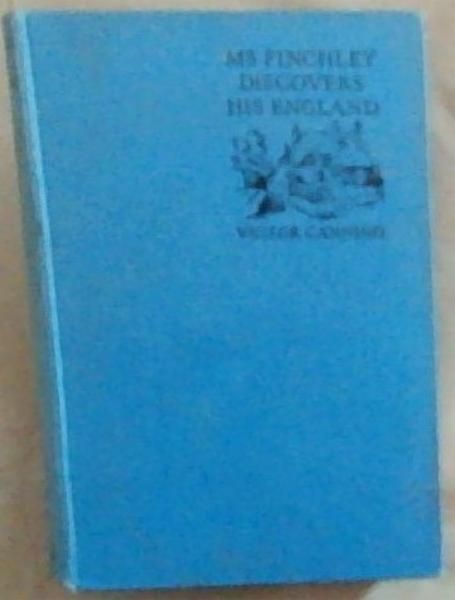 MR FINCHLEY
DISCOVERS
HIS ENGLAND
VICTOR CANNING